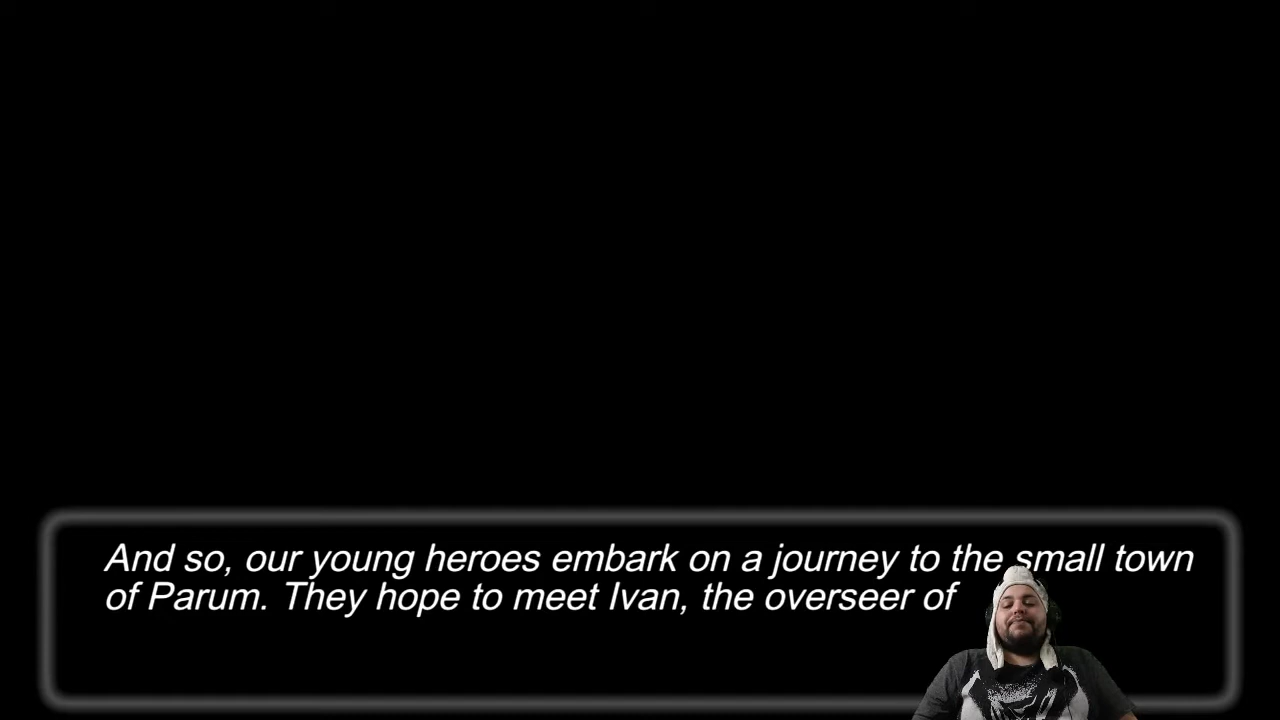 And so, our young heroes embark on a journey to the small town
of Parum. They hope to meet Ivan, the overseer of